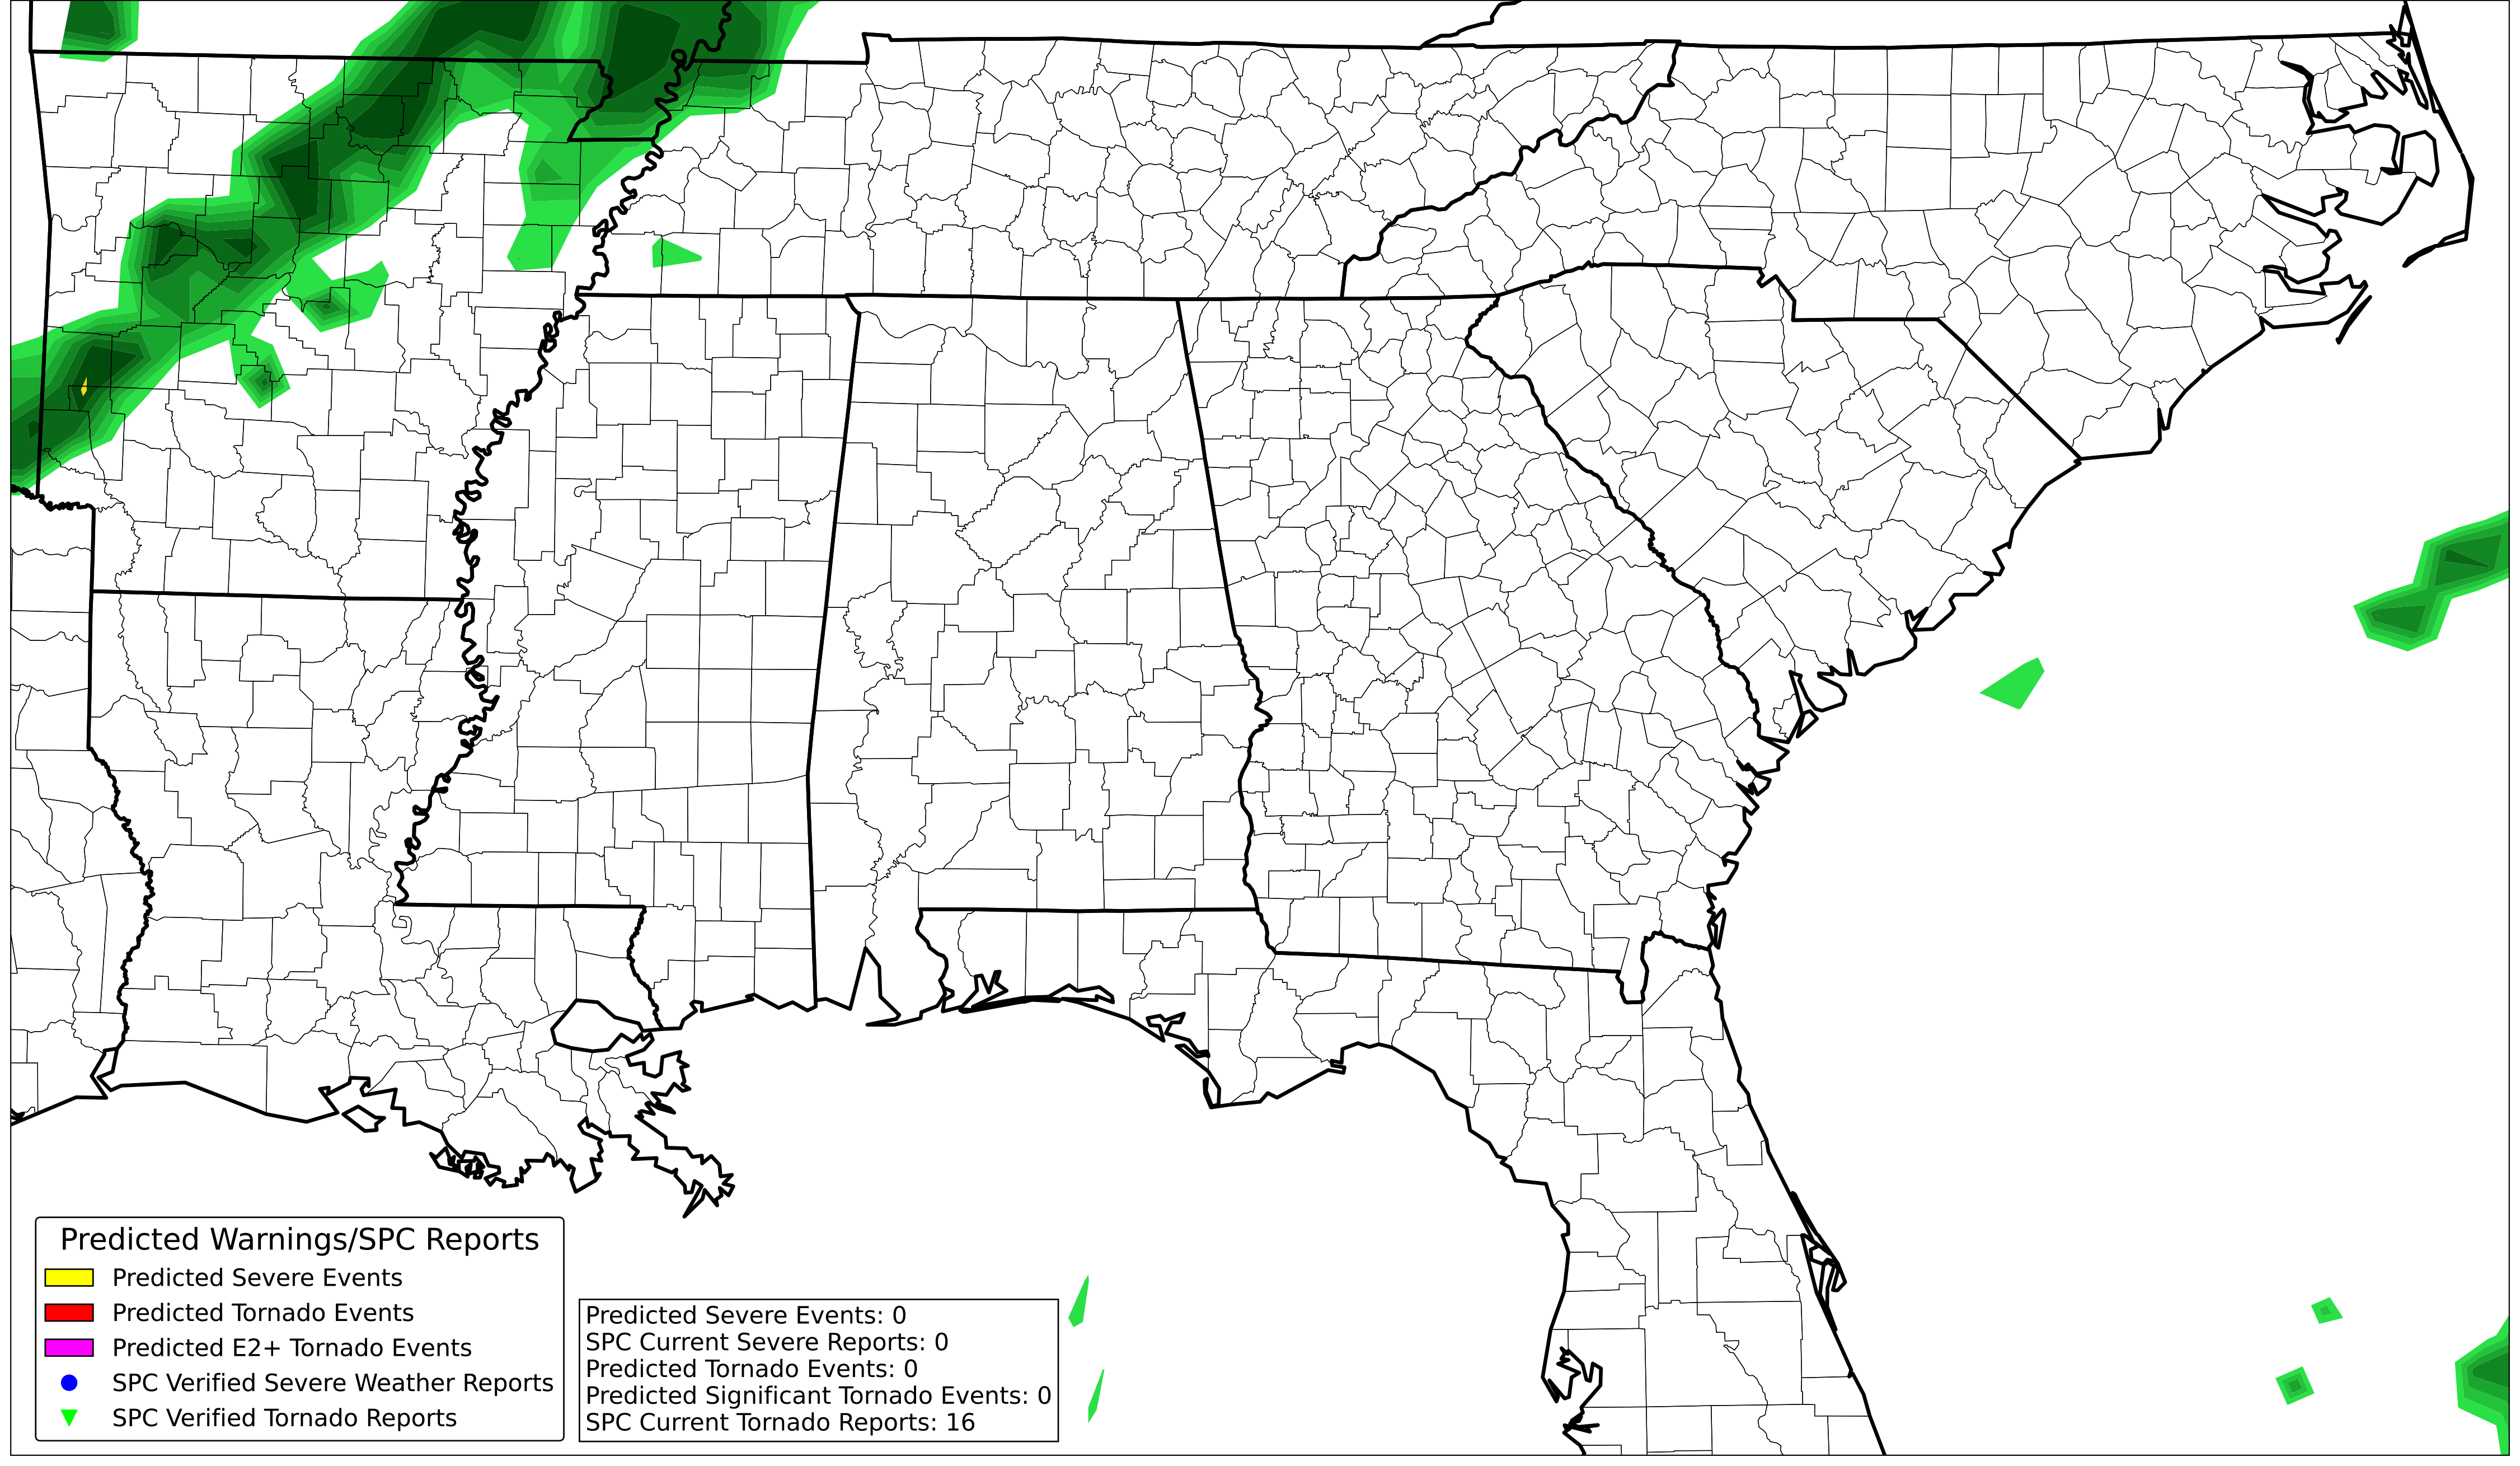 Predicted Warnings/SPC Reports
Predicted Severe Events
Predicted Tornado Events
Predicted E2+ Tornado Events
SPC Verified Severe Weather Reports
SPC Verified Tornado Reports
Predicted Severe Events: 0
SPC Current Severe Reports: 0
Predicted Tornado Events: 0
Predicted Significant Tornado Events: 0
SPC Current Tornado Reports: 16